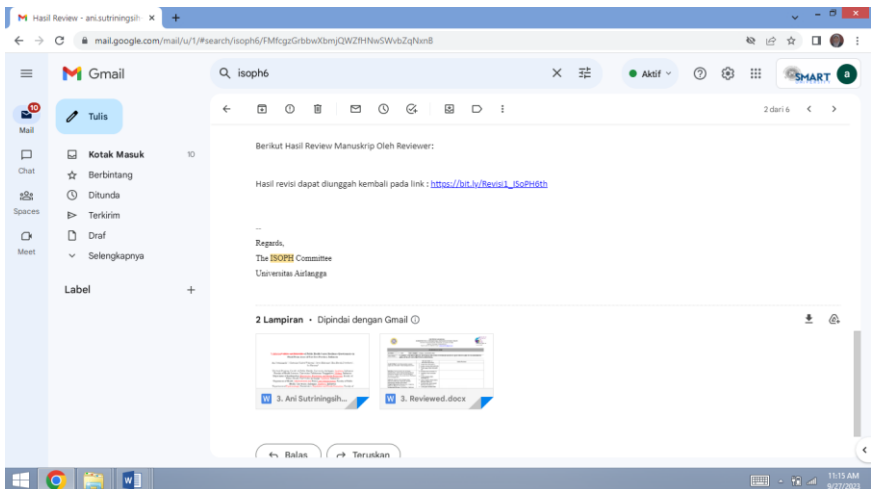 Hasil Review - ani.sutriningsih
mail.google.com/mail/u/1/#search/isoph6/FMfcgzGrbbwXbmjQWZfHNwSWvbZqNxnB
Gmail
isoph6
Aktif
SMART
a
10
Mail
Tulis
2 dari 6
Chat
Spaces
Meet
Kotak Masuk 10
Berbintang
Ditunda
Terkirim
Draf
Selengkapnya
Label
Berikut Hasil Review Manuskrip Oleh Reviewer:
Hasil revisi dapat diunggah kembali pada link : https://bit.ly/Revisi1_ISoPH6th
--
Regards,
The ISOPH Committee
Universitas Airlangga
2 Lampiran • Dipindai dengan Gmail
W 3. Ani Sutriningsih...
W 3. Reviewed.docx
Balas
Teruskan
11:15 AM
9/27/2023